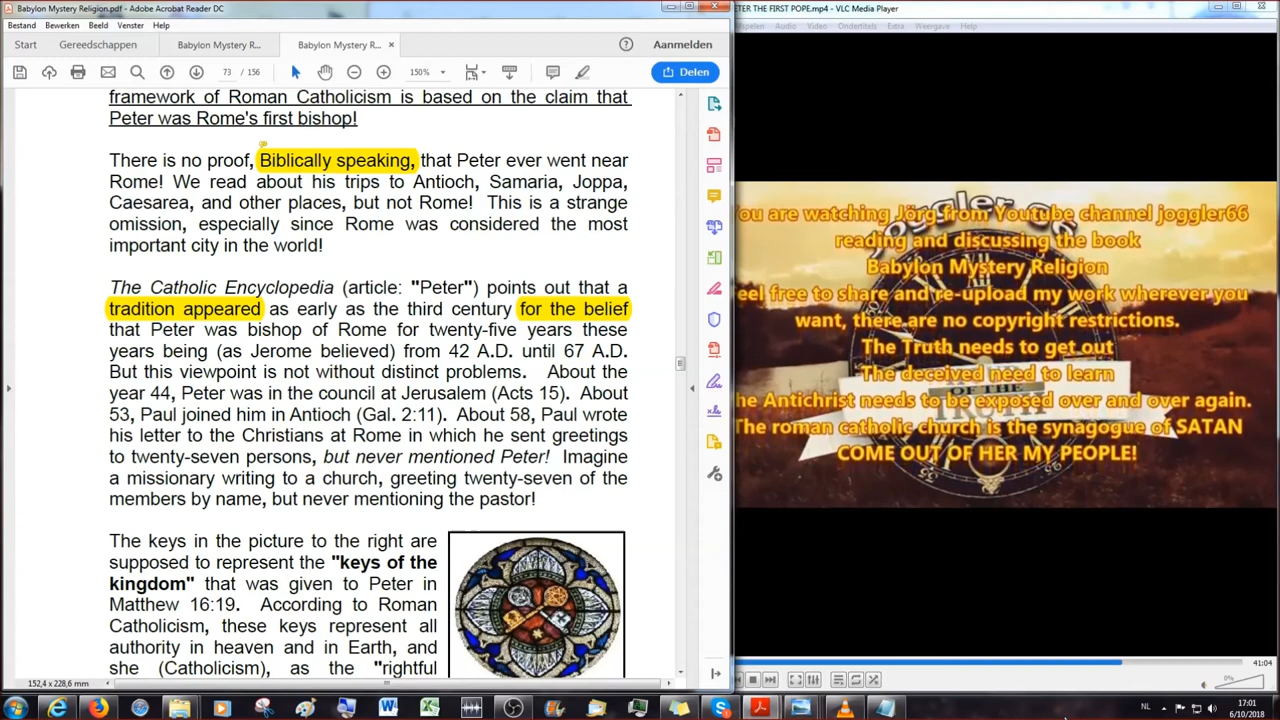 Babylon Mystery Religion.pdf - Adobe Acrobat Reader DC
Bestand Bewerken Beeld Venster Help
Start Gereedschappen Babylon Mystery R... Babylon Mystery R... × Aanmelden
73 / 156 150% Delen
framework of Roman Catholicism is based on the claim that
Peter was Rome's first bishop!
There is no proof, Biblically speaking, that Peter ever went near
Rome! We read about his trips to Antioch, Samaria, Joppa,
Caesarea, and other places, but not Rome! This is a strange
omission, especially since Rome was considered the most
important city in the world!
The Catholic Encyclopedia (article: "Peter") points out that a
tradition appeared as early as the third century for the belief
that Peter was bishop of Rome for twenty-five years these
years being (as Jerome believed) from 42 A.D. until 67 A.D.
But this viewpoint is not without distinct problems. About the
year 44, Peter was in the council at Jerusalem (Acts 15). About
53, Paul joined him in Antioch (Gal. 2:11). About 58, Paul wrote
his letter to the Christians at Rome in which he sent greetings
to twenty-seven persons, but never mentioned Peter! Imagine
a missionary writing to a church, greeting twenty-seven of the
members by name, but never mentioning the pastor!
The keys in the picture to the right are
supposed to represent the "keys of the
kingdom" that was given to Peter in
Matthew 16:19. According to Roman
Catholicism, these keys represent all
authority in heaven and in Earth, and
she (Catholicism), as the "rightful
152,4 x 228,6 mm
ETER THE FIRST POPE.mp4 - VLC Media Player
fspelen Audio Video Ondertitels Extra Weergave Help
ou are watching Jörg from Youtube channel joggler66
reading and discussing the book
Babylon Mystery Religion
eel free to share and re-upload my work wherever you
want, there are no copyright restrictions.
The Truth needs to get out
The deceived need to learn
he Antichrist needs to be exposed over and over again.
The roman catholic church is the synagogue of SATAN
COME OUT OF HER MY PEOPLE!
41:04
0%
NL 17:01
6/10/2018